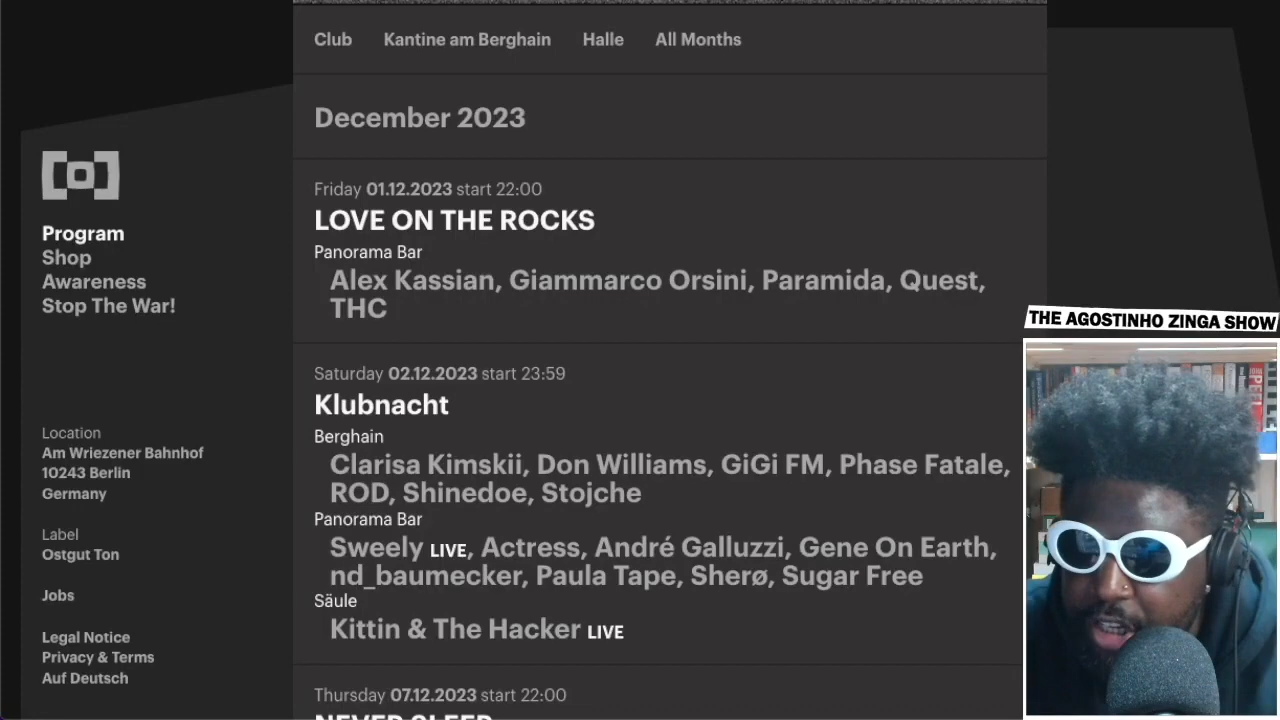 Club Kantine am Berghain Halle All Months
December 2023
Program
Shop
Awareness
Stop The War!
Location
Am Wriezener Bahnhof
10243 Berlin
Germany
Label
Ostgut Ton
Jobs
Legal Notice
Privacy & Terms
Auf Deutsch
Friday 01.12.2023 start 22:00
LOVE ON THE ROCKS
Panorama Bar
Alex Kassian, Giammarco Orsini, Paramida, Quest,
THC
Saturday 02.12.2023 start 23:59
Klubnacht
Berghain
Clarisa Kimskii, Don Williams, GiGi FM, Phase Fatale,
ROD, Shinedoe, Stojche
Panorama Bar
Sweely LIVE, Actress, André Galluzzi, Gene On Earth,
nd_baumecker, Paula Tape, Sherø, Sugar Free
Säule
Kittin & The Hacker LIVE
Thursday 07.12.2023 start 22:00
NEVER SLEEP
THE AGOSTINHO ZINGA SHOW